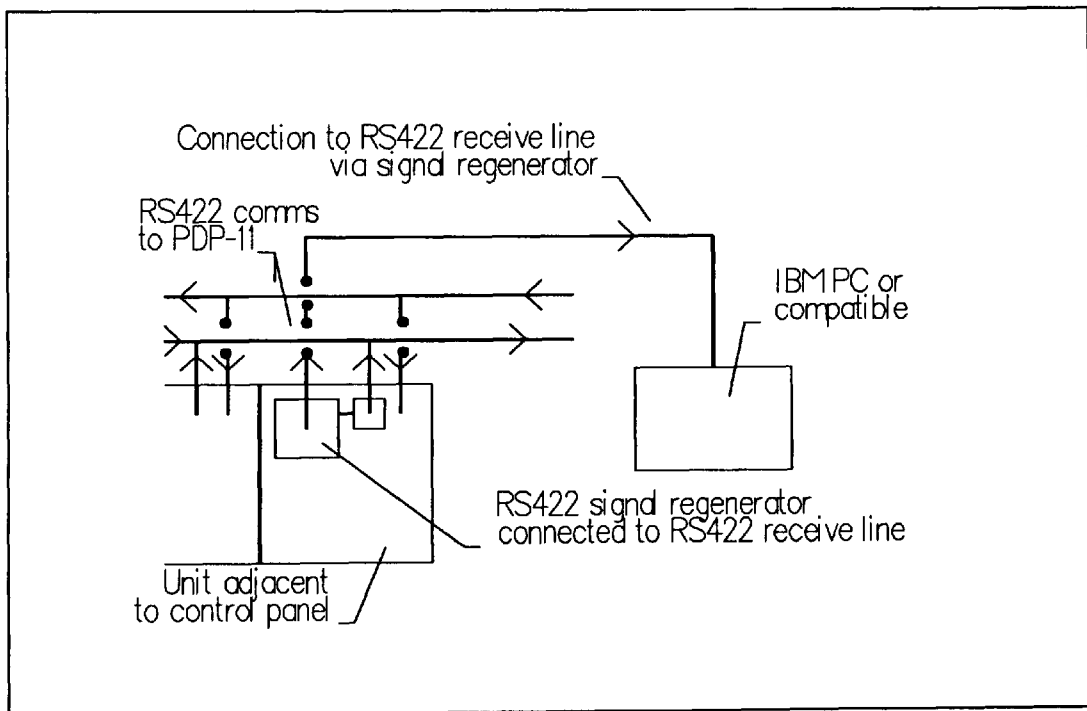 Connection to RS422 receive line
via signal regenerator
RS422 comms
to PDP-11
IBM PC or
compatible
RS422 signal regenerator
connected to RS422 receive line
Unit adjacent
to control panel